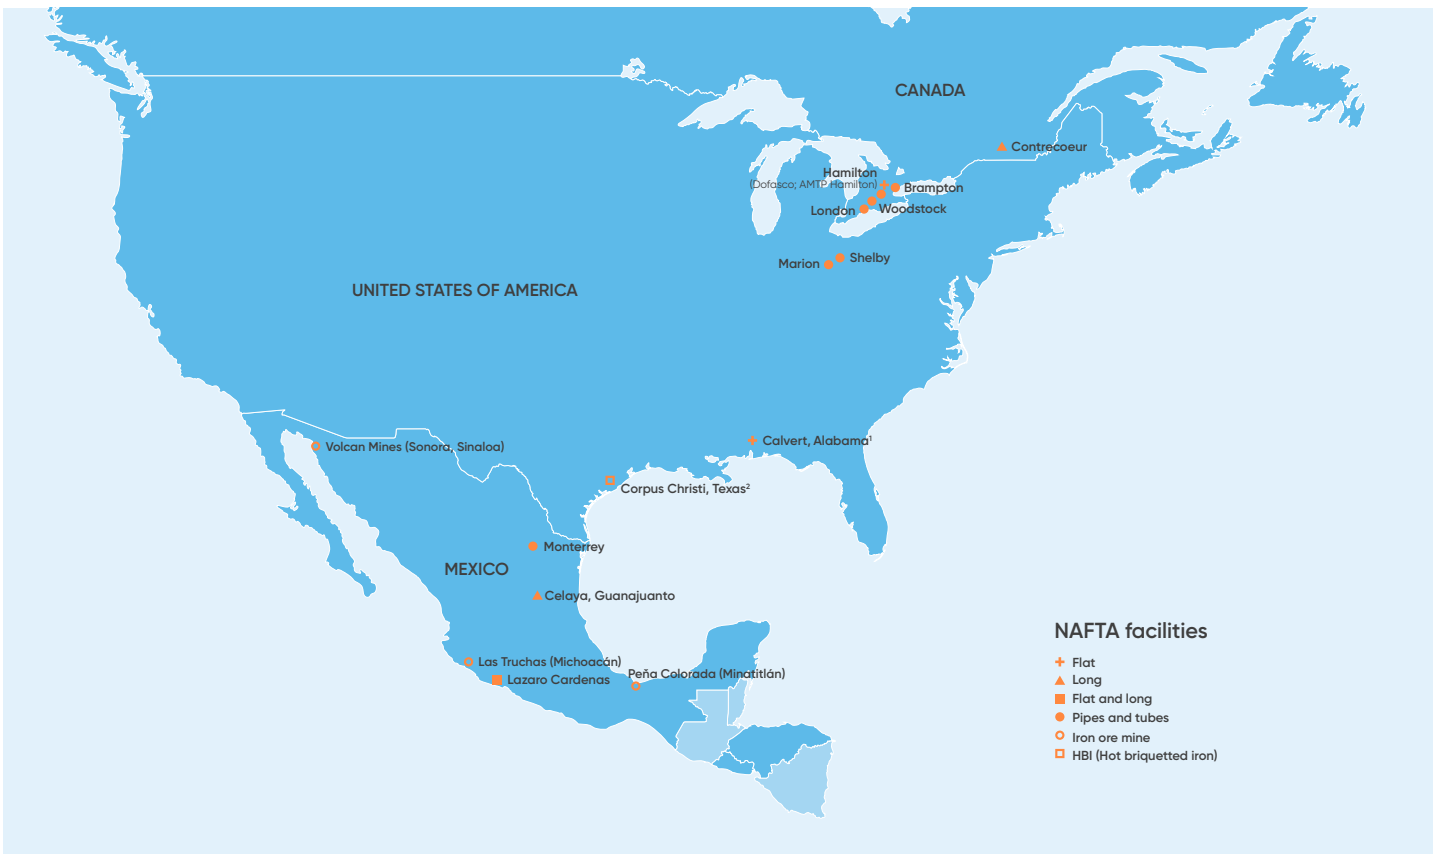 CANADA
Contrecoeur
Hamilton
(Dofasco; AMTP Hamilton)
Brampton
London
Woodstock
Marion
Shelby
UNITED STATES OF AMERICA
Calvert, Alabama¹
Volcan Mines (Sonora, Sinaloa)
Corpus Christi, Texas²
Monterrey
MEXICO
Celaya, Guanajuanto
Las Truchas (Michoacán)
Peña Colorada (Minatitlán)
Lazaro Cardenas
NAFTA facilities
Flat
Long
Flat and long
Pipes and tubes
Iron ore mine
HBI (Hot briquetted iron)